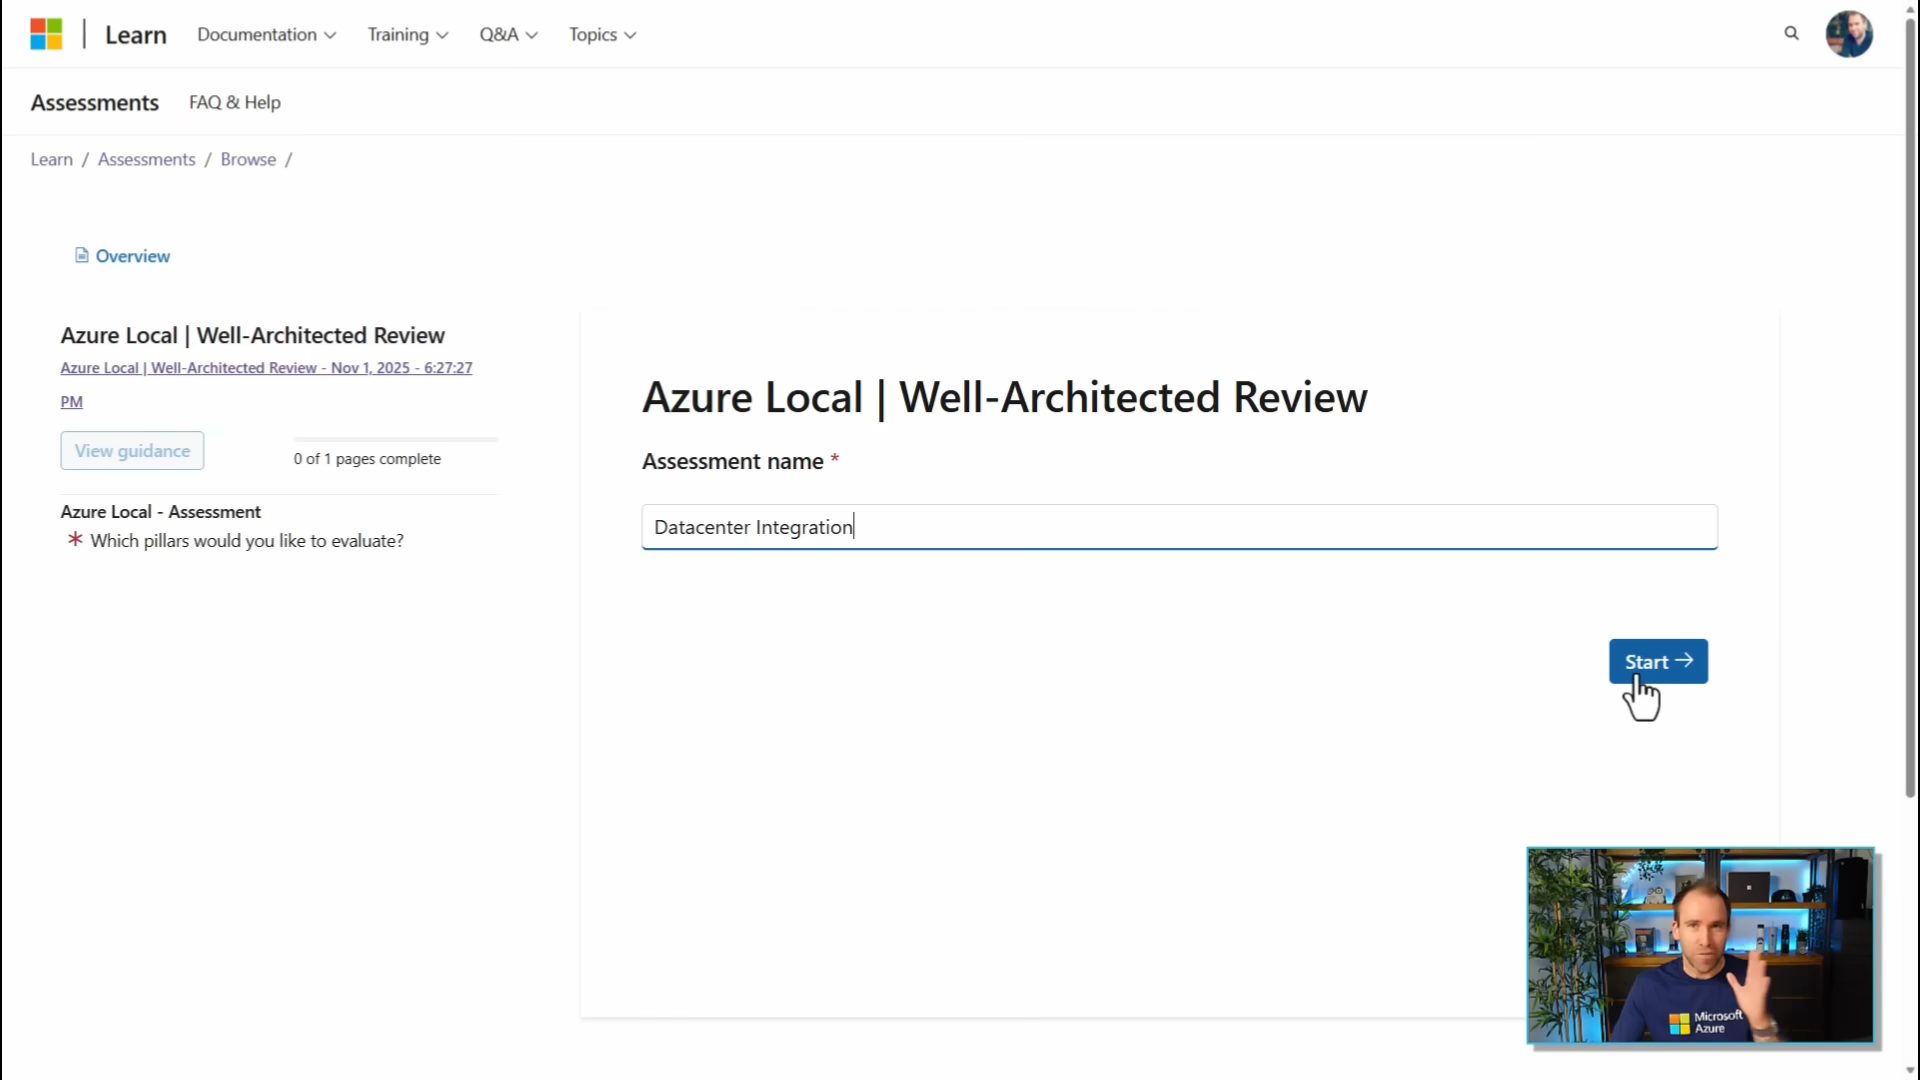 Learn
Documentation
Training
Q&A
Topics
Assessments
FAQ & Help
Learn / Assessments / Browse /
Overview
Azure Local | Well-Architected Review
Azure Local | Well-Architected Review - Nov 1, 2025 - 6:27:27
PM
View guidance
0 of 1 pages complete
Azure Local - Assessment
* Which pillars would you like to evaluate?
Azure Local | Well-Architected Review
Assessment name *
Datacenter Integration
Start →
Microsoft
Azure